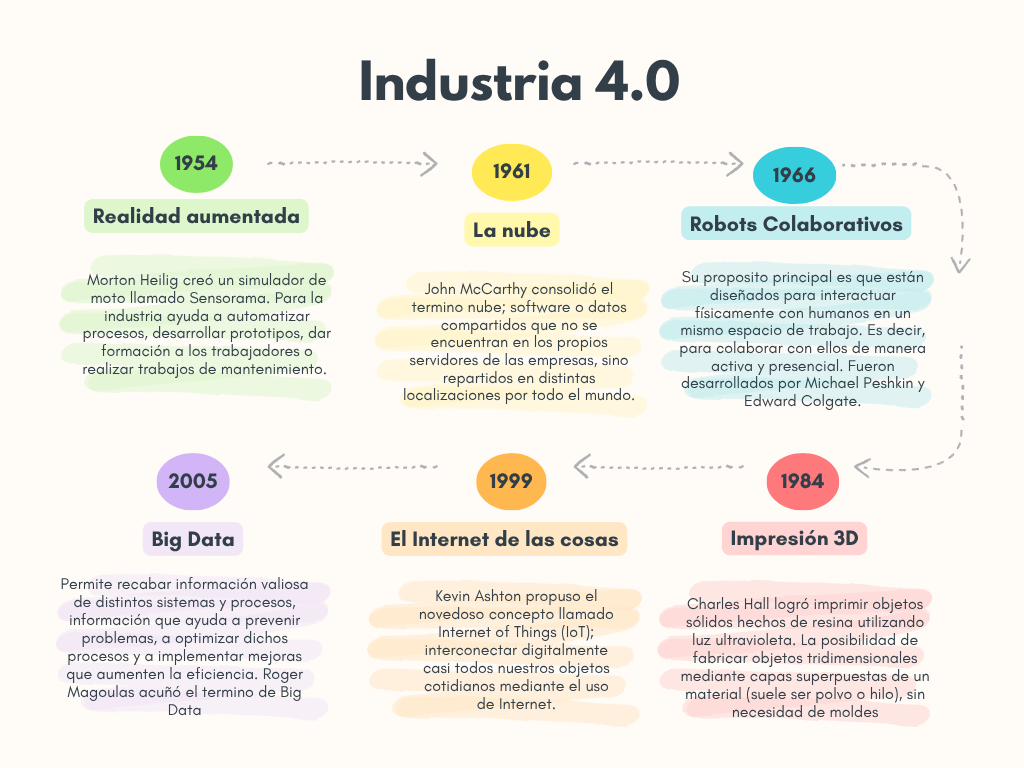 Industria 4.0
1954
Realidad aumentada
Morton Heilig creó un simulador de
moto llamado Sensorama. Para la
industria ayuda a automatizar
procesos, desarrollar prototipos, dar
formación a los trabajadores o
realizar trabajos de mantenimiento.
1961
La nube
John McCarthy consolidó el
termino nube; software o datos
compartidos que no se
encuentran en los propios
servidores de las empresas, sino
repartidos en distintas
localizaciones por todo el mundo.
1966
Robots Colaborativos
Su proposito principal es que están
diseñados para interactuar
físicamente con humanos en un
mismo espacio de trabajo. Es decir,
para colaborar con ellos de manera
activa y presencial. Fueron
desarrollados por Michael Peshkin y
Edward Colgate.
1984
Impresión 3D
Charles Hall logró imprimir objetos
sólidos hechos de resina utilizando
luz ultravioleta. La posibilidad de
fabricar objetos tridimensionales
mediante capas superpuestas de un
material (suele ser polvo o hilo), sin
necesidad de moldes
1999
El Internet de las cosas
Kevin Ashton propuso el
novedoso concepto llamado
Internet of Things (IoT);
interconectar digitalmente
casi todos nuestros objetos
cotidianos mediante el uso
de Internet.
2005
Big Data
Permite recabar información valiosa
de distintos sistemas y procesos,
información que ayuda a prevenir
problemas, a optimizar dichos
procesos y a implementar mejoras
que aumenten la eficiencia. Roger
Magoulas acuñó el termino de Big
Data